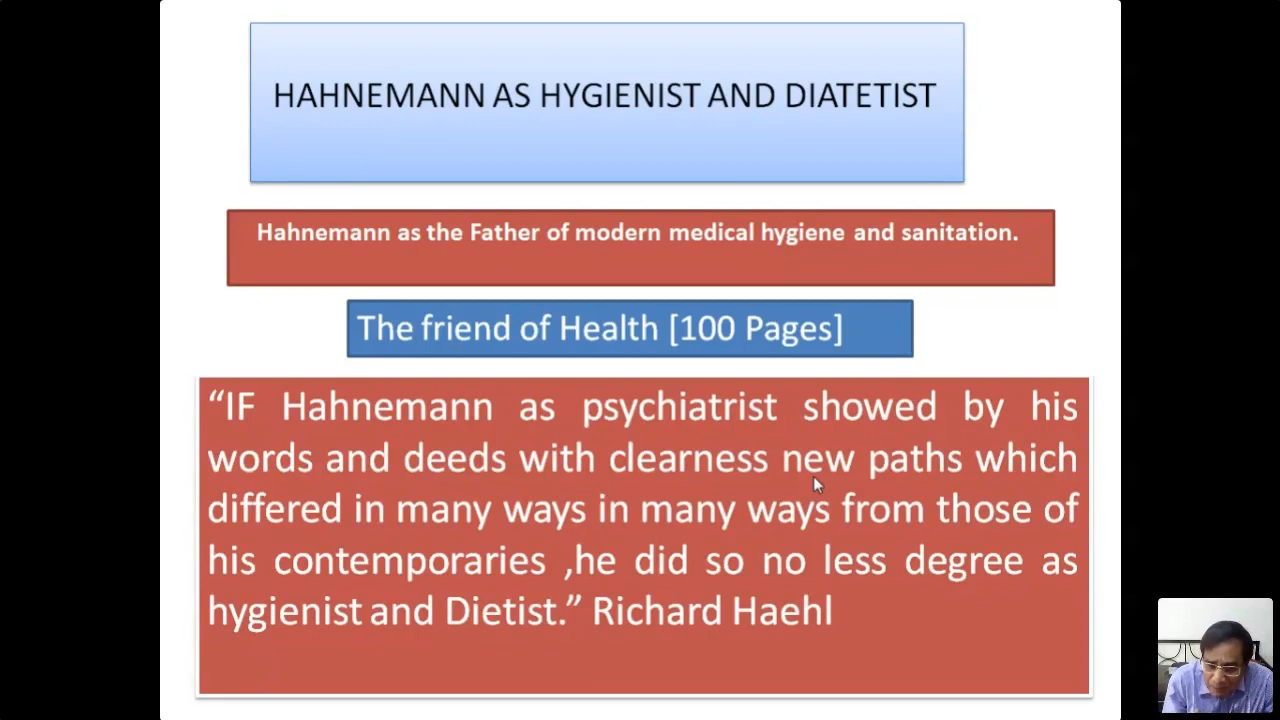 HAHNEMANN AS HYGIENIST AND DIATETIST
Hahnemann as the Father of modern medical hygiene and sanitation.
The friend of Health [100 Pages]
“IF Hahnemann as psychiatrist showed by his
words and deeds with clearness new paths which
differed in many ways in many ways from those of
his contemporaries ,he did so no less degree as
hygienist and Dietist.” Richard Haehl